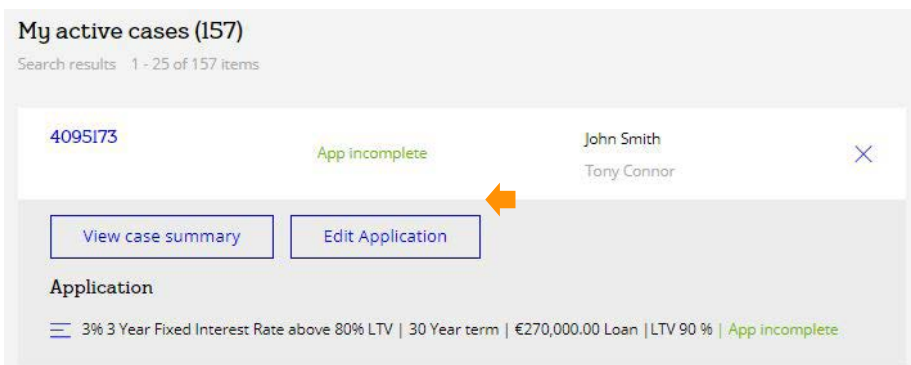 My active cases (157)
Search results 1 - 25 of 157 items
4095173
App incomplete
John Smith
Tony Connor
View case summary
Edit Application
Application
3% 3 Year Fixed Interest Rate above 80% LTV | 30 Year term | €270,000.00 Loan |LTV 90 % | App incomplete